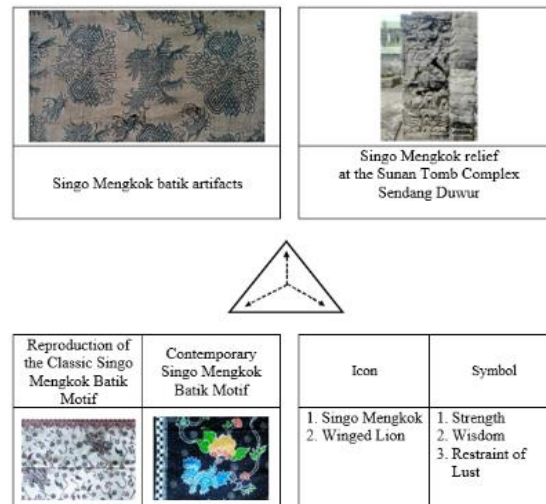 Singo Mengkok batik artifacts
Singo Mengkok relief
at the Sunan Tomb Complex
Sendang Duwur
Reproduction of
the Classic Singo
Mengkok Batik
Motif
Contemporary
Singo Mengkok
Batik Motif
Icon
Symbol
1. Singo Mengkok
2. Winged Lion
1. Strength
2. Wisdom
3. Restraint of
Lust